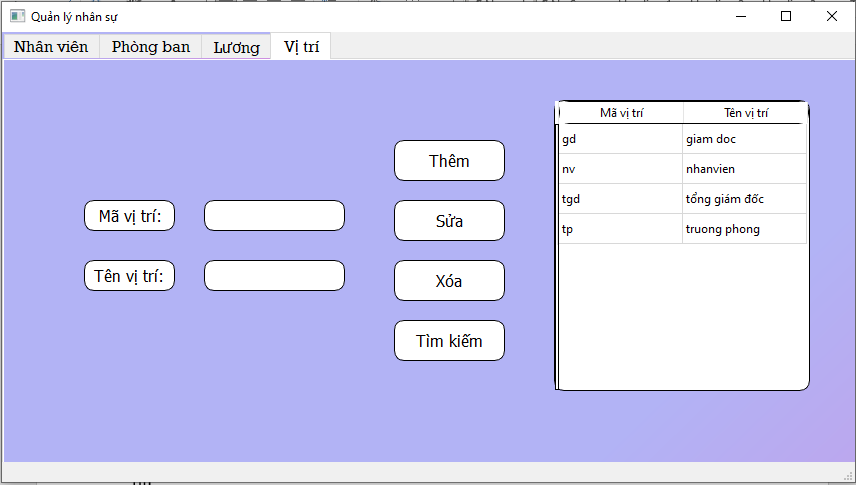 Quản lý nhân sự
Nhân viên Phòng ban Lương Vị trí
Mã vị trí:
Tên vị trí:
Thêm
Sửa
Xóa
Tìm kiếm
Mã vị trí Tên vị trí
gd giam doc
nv nhanvien
tgd tổng giám đốc
tp truong phong